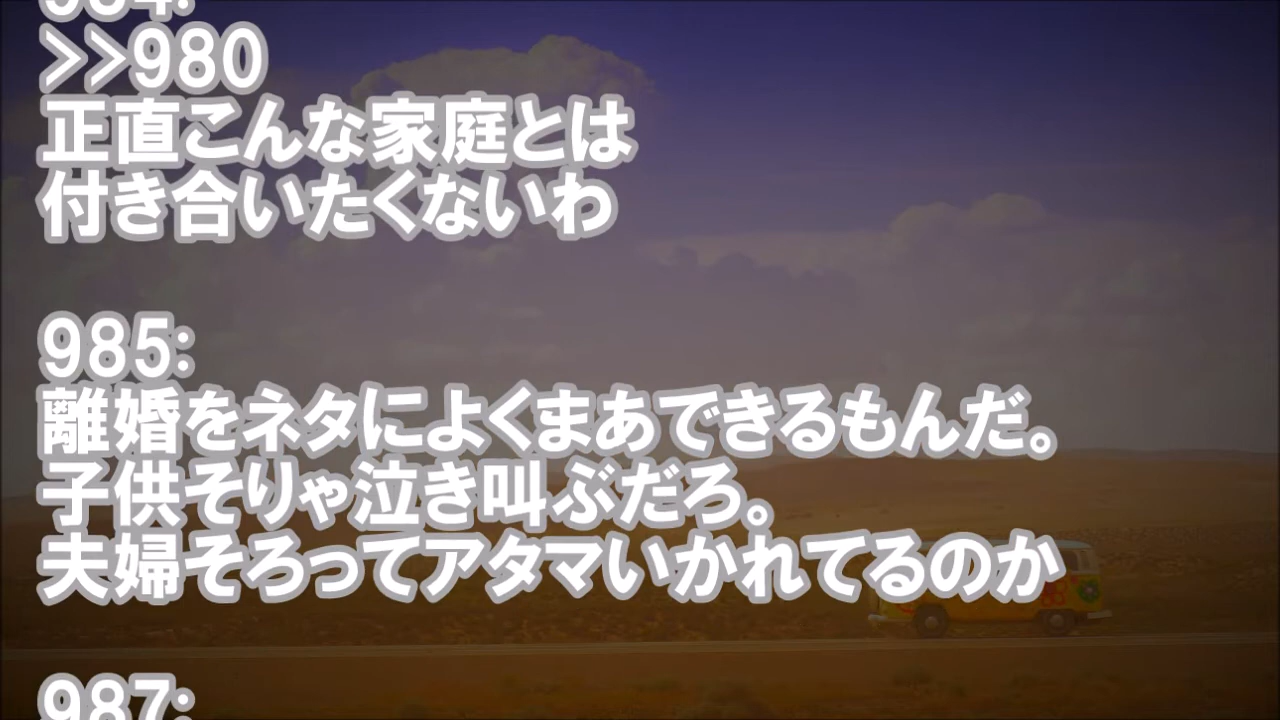 984:
>>980
正直こんな家庭とは
付き合いたくないわ
985:
離婚をネタによくまあできるもんだ。
子供そりゃ泣き叫ぶだろ。
夫婦そろってアタマいかれてるのか
987: